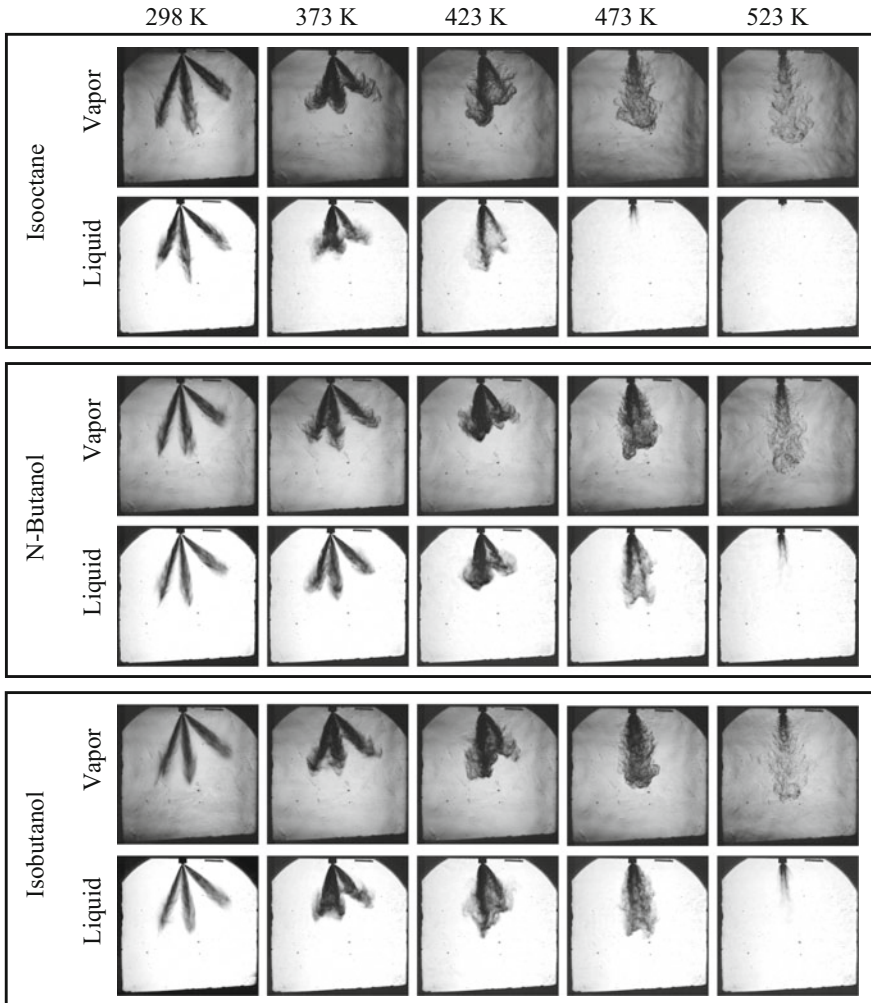 298 K 373 K 423 K 473 K 523 K
Isooctane
Vapor
Liquid
N-Butanol
Vapor
Liquid
Isobutanol
Vapor
Liquid